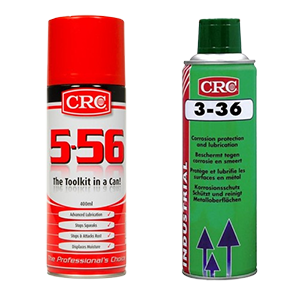 CRC
5-56
The Toolkit in a Can!
400ml
Advanced Lubrication
Stops Squeaks
Stops & Attacks Rust
Displaces Moisture
The Professional's Choice
CRC
3-36
Corrosion protection
and lubrication
Beschermt tegen
corrosie en smeert
Protège et lubrifie les
surfaces en métal
Korrosionsschutz
Schützt und reinigt
Metalloberflächen
INDUSTRIAL